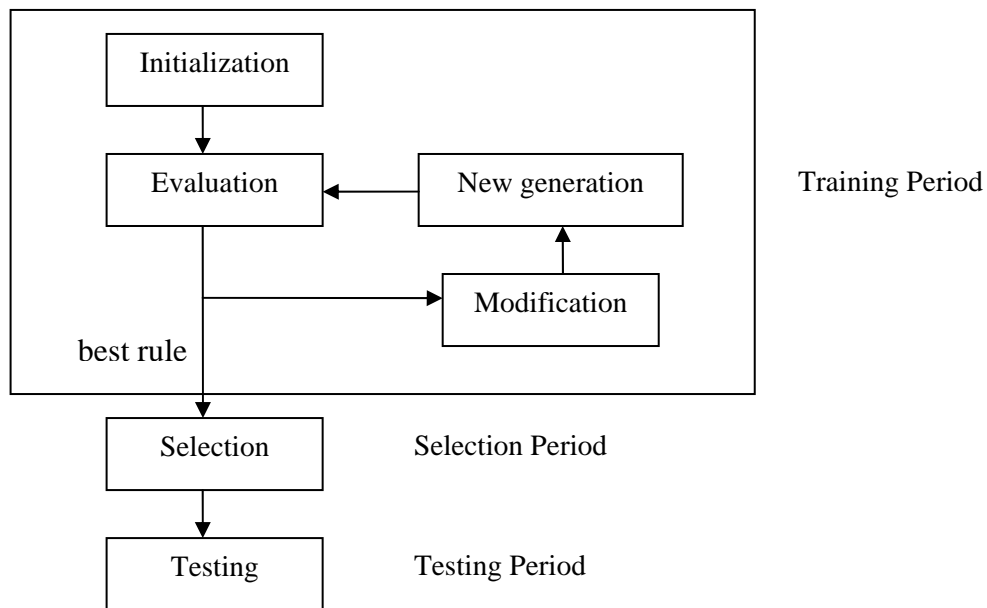 Initialization
Evaluation
New generation
Training Period
Modification
best rule
Selection
Selection Period
Testing
Testing Period